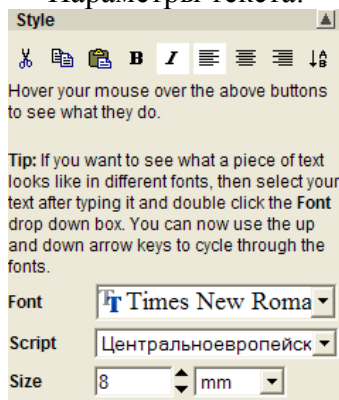 Параметры текста.
Style
B I
Hover your mouse over the above buttons
to see what they do.
Tip: If you want to see what a piece of text
looks like in different fonts, then select your
text after typing it and double click the Font
drop down box. You can now use the up
and down arrow keys to cycle through the
fonts.
Font Times New Roma
Script Центральноевропейск
Size 8 mm